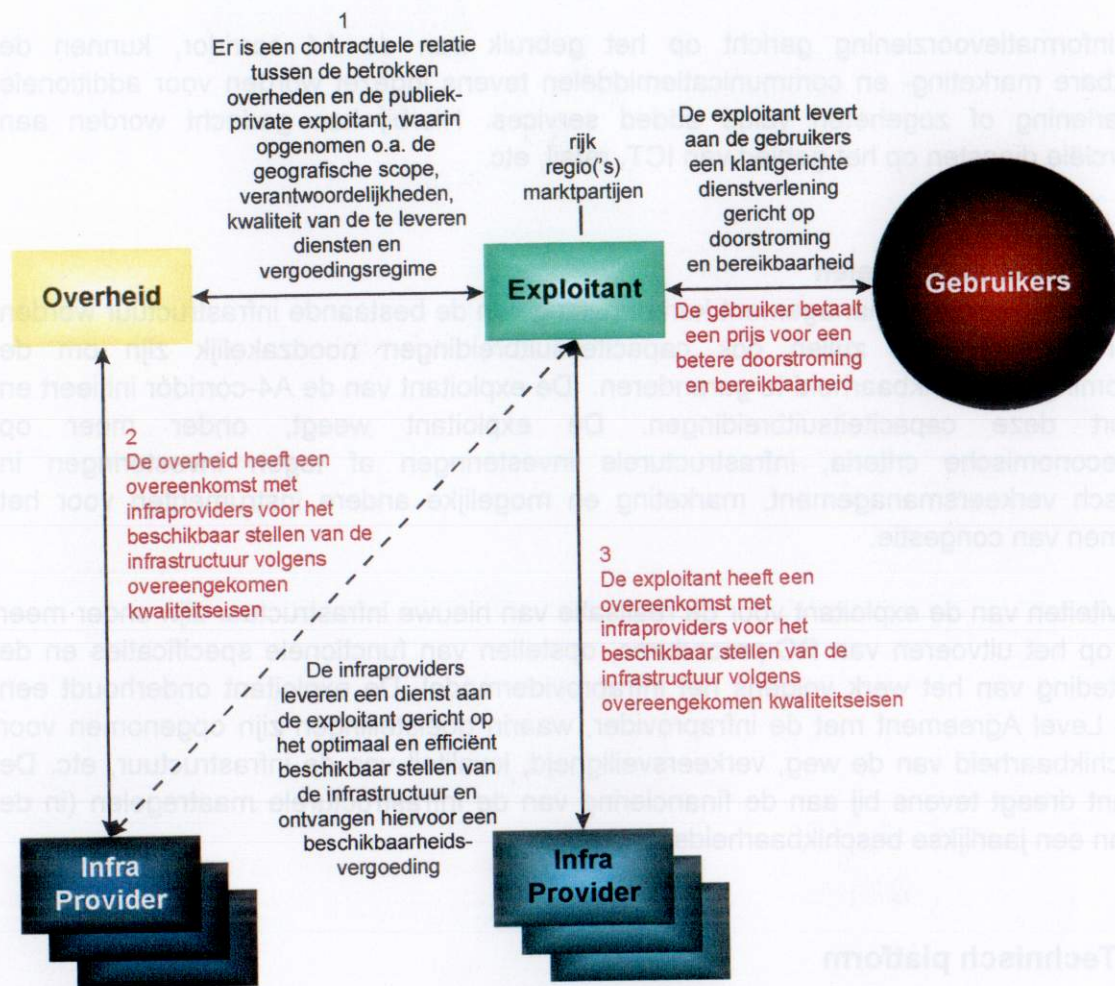 1
Er is een contractuele relatie
tussen de betrokken
overheden en de publiek-
private exploitant, waarin
opgenomen o.a. de
geografische scope,
verantwoordelijkheden,
kwaliteit van de te leveren
diensten en
vergoedingsregime
rijk
regio('s)
marktpartijen
De exploitant levert
aan de gebruikers
een klantgerichte
dienstverlening
gericht op
doorstroming
en bereikbaarheid
Overheid
Exploitant
Gebruikers
De gebruiker betaalt
een prijs voor een
betere doorstroming
en bereikbaarheid
2
De overheid heeft een
overeenkomst met
infraproviders voor het
beschikbaar stellen van de
infrastructuur volgens
overeengekomen
kwaliteitseisen
3
De exploitant heeft een
overeenkomst met
infraproviders voor het
beschikbaar stellen van de
infrastructuur volgens
overeengekomen kwaliteitseisen
De infraproviders
leveren een dienst aan
de exploitant gericht op
het optimaal en efficiënt
beschikbaar stellen van
de infrastructuur en
ontvangen hiervoor een
beschikbaarheids-
vergoeding
Infra
Provider
Infra
Provider